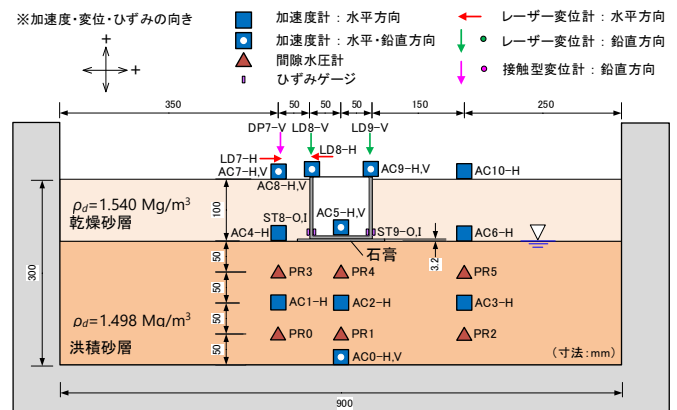 ※加速度・変位・ひずみの向き
加速度計：水平方向
加速度計：水平・鉛直方向
間隙水圧計
ひずみゲージ
レーザー変位計：水平方向
レーザー変位計：鉛直方向
接触型変位計：鉛直方向
350
50
50
50
150
250
DP7-V
LD8-V
LD9-V
LD7-H
LD8-H
AC7-H,V
AC9-H,V
AC10-H
AC8-H,V
ρd=1.540 Mg/m³
乾燥砂層
100
ST8-O,I
AC5-H,V
ST9-O,I
AC4-H
AC6-H
石膏
3.2
300
50
PR3
PR4
PR5
50
AC1-H
AC2-H
AC3-H
ρd=1.498 Mg/m³
洪積砂層
50
PR0
PR1
PR2
50
AC0-H,V
（寸法：mm）
900